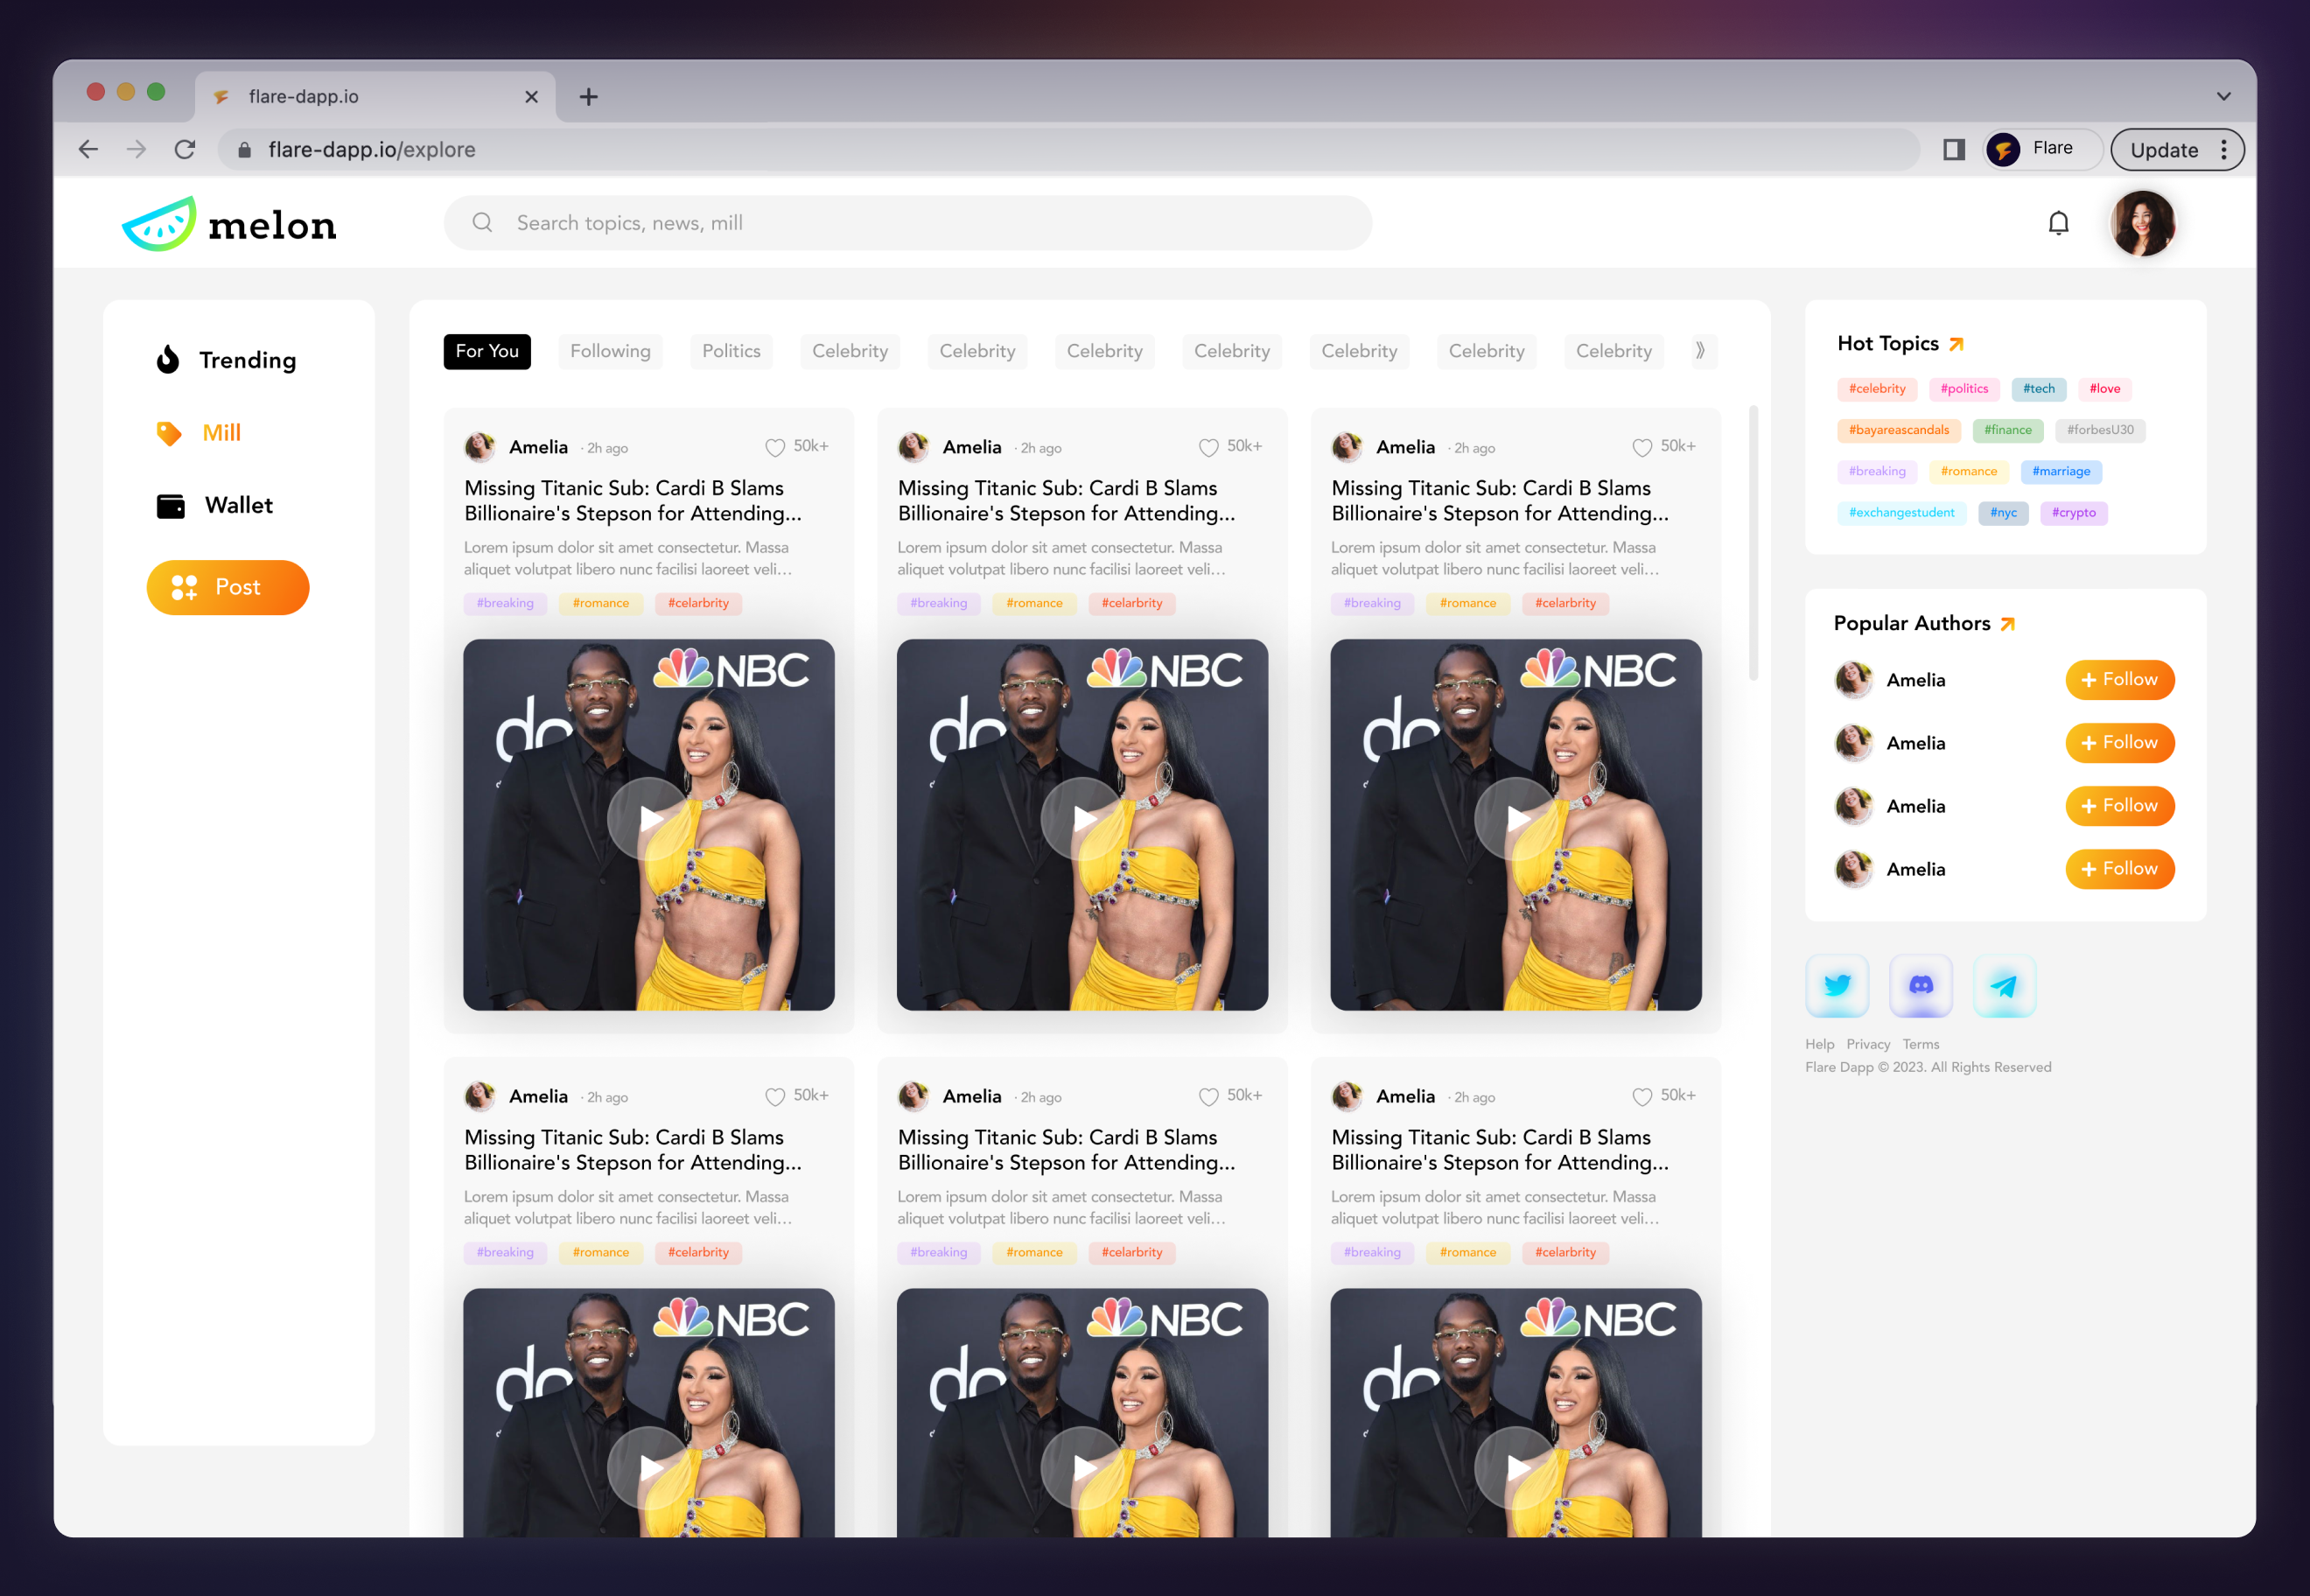 flare-dapp.io
flare-dapp.io/explore
Flare
Update
melon
Search topics, news, mill
Trending
Mill
Wallet
Post
For You
Following
Politics
Celebrity
Celebrity
Celebrity
Celebrity
Celebrity
Celebrity
Celebrity
Amelia · 2h ago 50k+
Missing Titanic Sub: Cardi B Slams
Billionaire's Stepson for Attending...
Lorem ipsum dolor sit amet consectetur. Massa
aliquet volutpat libero nunc facilisi laoreet veli...
#breaking #romance #celarbrity
NBC
Amelia · 2h ago 50k+
Missing Titanic Sub: Cardi B Slams
Billionaire's Stepson for Attending...
Lorem ipsum dolor sit amet consectetur. Massa
aliquet volutpat libero nunc facilisi laoreet veli...
#breaking #romance #celarbrity
NBC
Amelia · 2h ago 50k+
Missing Titanic Sub: Cardi B Slams
Billionaire's Stepson for Attending...
Lorem ipsum dolor sit amet consectetur. Massa
aliquet volutpat libero nunc facilisi laoreet veli...
#breaking #romance #celarbrity
NBC
Amelia · 2h ago 50k+
Missing Titanic Sub: Cardi B Slams
Billionaire's Stepson for Attending...
Lorem ipsum dolor sit amet consectetur. Massa
aliquet volutpat libero nunc facilisi laoreet veli...
#breaking #romance #celarbrity
NBC
Amelia · 2h ago 50k+
Missing Titanic Sub: Cardi B Slams
Billionaire's Stepson for Attending...
Lorem ipsum dolor sit amet consectetur. Massa
aliquet volutpat libero nunc facilisi laoreet veli...
#breaking #romance #celarbrity
NBC
Amelia · 2h ago 50k+
Missing Titanic Sub: Cardi B Slams
Billionaire's Stepson for Attending...
Lorem ipsum dolor sit amet consectetur. Massa
aliquet volutpat libero nunc facilisi laoreet veli...
#breaking #romance #celarbrity
NBC
Hot Topics
#celebrity #politics #tech #love
#bayareascandals #finance #forbesU30
#breaking #romance #marriage
#exchangestudent #nyc #crypto
Popular Authors
Amelia + Follow
Amelia + Follow
Amelia + Follow
Amelia + Follow
Help Privacy Terms
Flare Dapp © 2023. All Rights Reserved